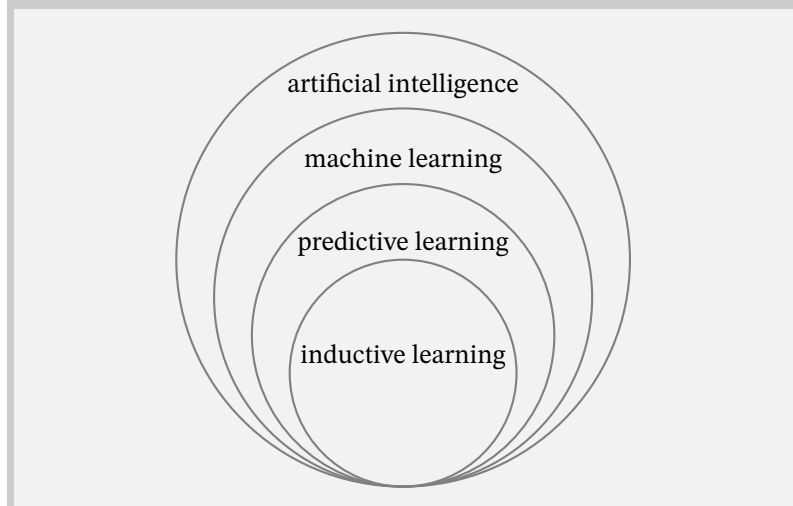 artificial intelligence
machine learning
predictive learning
inductive learning